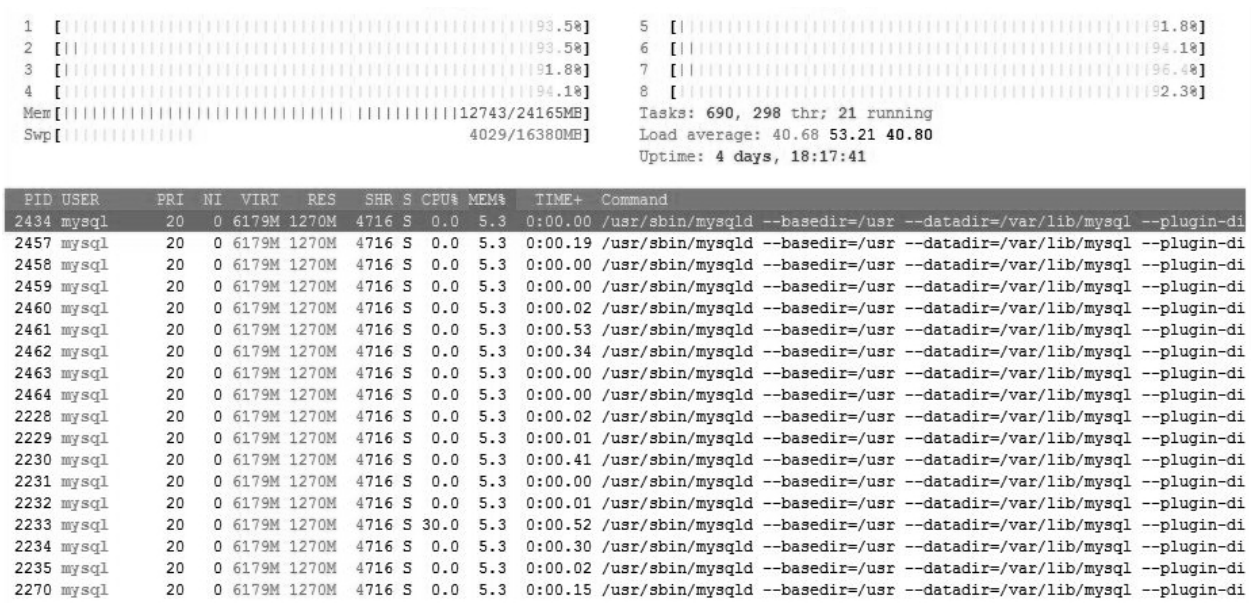 1 [93.5%] 5 [91.8%]
2 [93.5%] 6 [94.1%]
3 [91.8%] 7 [96.4%]
4 [94.1%] 8 [92.3%]
Mem[12743/24165MB] Tasks: 690, 298 thr; 21 running
Swp[4029/16380MB] Load average: 40.68 53.21 40.80
Uptime: 4 days, 18:17:41
PID USER PRI NI VIRT RES SHR S CPU% MEM% TIME+ Command
2434 mysql 20 0 6179M 1270M 4716 S 0.0 5.3 0:00.00 /usr/sbin/mysqld --basedir=/usr --datadir=/var/lib/mysql --plugin-di
2457 mysql 20 0 6179M 1270M 4716 S 0.0 5.3 0:00.19 /usr/sbin/mysqld --basedir=/usr --datadir=/var/lib/mysql --plugin-di
2458 mysql 20 0 6179M 1270M 4716 S 0.0 5.3 0:00.00 /usr/sbin/mysqld --basedir=/usr --datadir=/var/lib/mysql --plugin-di
2459 mysql 20 0 6179M 1270M 4716 S 0.0 5.3 0:00.00 /usr/sbin/mysqld --basedir=/usr --datadir=/var/lib/mysql --plugin-di
2460 mysql 20 0 6179M 1270M 4716 S 0.0 5.3 0:00.02 /usr/sbin/mysqld --basedir=/usr --datadir=/var/lib/mysql --plugin-di
2461 mysql 20 0 6179M 1270M 4716 S 0.0 5.3 0:00.53 /usr/sbin/mysqld --basedir=/usr --datadir=/var/lib/mysql --plugin-di
2462 mysql 20 0 6179M 1270M 4716 S 0.0 5.3 0:00.34 /usr/sbin/mysqld --basedir=/usr --datadir=/var/lib/mysql --plugin-di
2463 mysql 20 0 6179M 1270M 4716 S 0.0 5.3 0:00.00 /usr/sbin/mysqld --basedir=/usr --datadir=/var/lib/mysql --plugin-di
2464 mysql 20 0 6179M 1270M 4716 S 0.0 5.3 0:00.00 /usr/sbin/mysqld --basedir=/usr --datadir=/var/lib/mysql --plugin-di
2228 mysql 20 0 6179M 1270M 4716 S 0.0 5.3 0:00.02 /usr/sbin/mysqld --basedir=/usr --datadir=/var/lib/mysql --plugin-di
2229 mysql 20 0 6179M 1270M 4716 S 0.0 5.3 0:00.01 /usr/sbin/mysqld --basedir=/usr --datadir=/var/lib/mysql --plugin-di
2230 mysql 20 0 6179M 1270M 4716 S 0.0 5.3 0:00.41 /usr/sbin/mysqld --basedir=/usr --datadir=/var/lib/mysql --plugin-di
2231 mysql 20 0 6179M 1270M 4716 S 0.0 5.3 0:00.00 /usr/sbin/mysqld --basedir=/usr --datadir=/var/lib/mysql --plugin-di
2232 mysql 20 0 6179M 1270M 4716 S 0.0 5.3 0:00.01 /usr/sbin/mysqld --basedir=/usr --datadir=/var/lib/mysql --plugin-di
2233 mysql 20 0 6179M 1270M 4716 S 30.0 5.3 0:00.52 /usr/sbin/mysqld --basedir=/usr --datadir=/var/lib/mysql --plugin-di
2234 mysql 20 0 6179M 1270M 4716 S 0.0 5.3 0:00.30 /usr/sbin/mysqld --basedir=/usr --datadir=/var/lib/mysql --plugin-di
2235 mysql 20 0 6179M 1270M 4716 S 0.0 5.3 0:00.02 /usr/sbin/mysqld --basedir=/usr --datadir=/var/lib/mysql --plugin-di
2270 mysql 20 0 6179M 1270M 4716 S 0.0 5.3 0:00.15 /usr/sbin/mysqld --basedir=/usr --datadir=/var/lib/mysql --plugin-di